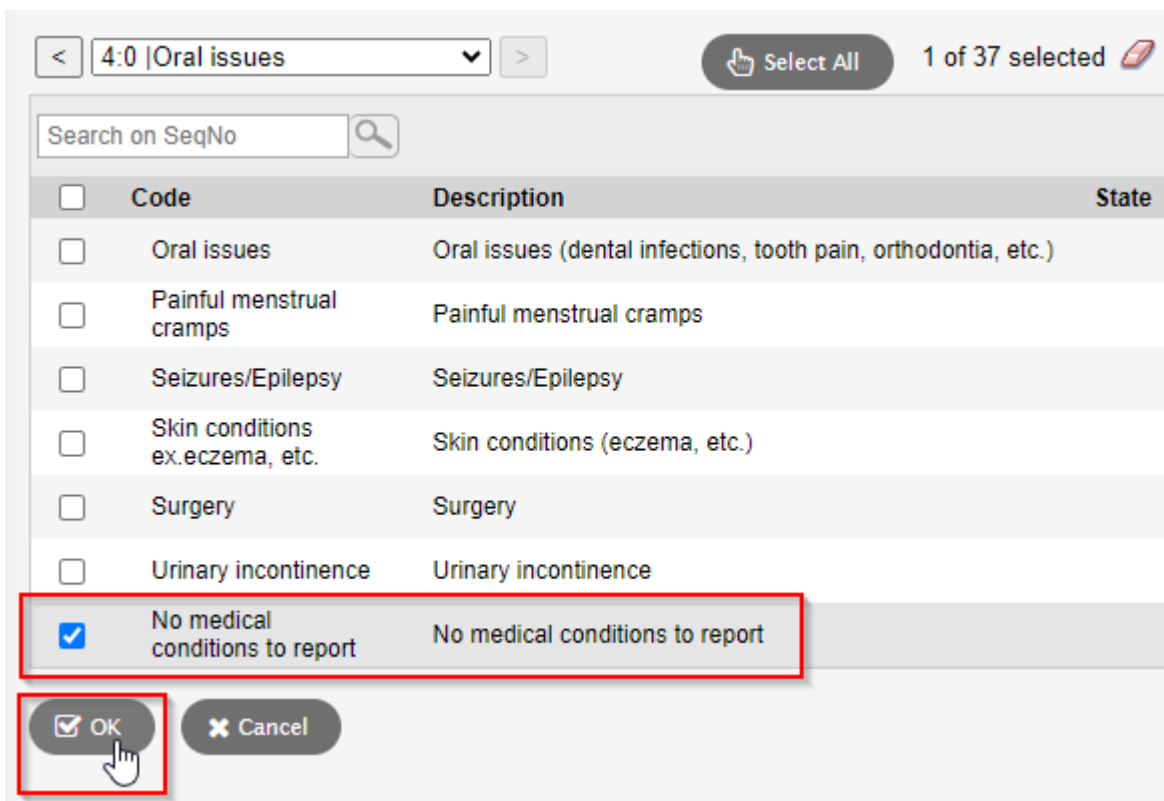 < 4:0 |Oral issues > Select All 1 of 37 selected
Search on SeqNo
Code Description State
Oral issues Oral issues (dental infections, tooth pain, orthodontia, etc.)
Painful menstrual
cramps Painful menstrual cramps
Seizures/Epilepsy Seizures/Epilepsy
Skin conditions
ex.eczema, etc. Skin conditions (eczema, etc.)
Surgery Surgery
Urinary incontinence Urinary incontinence
No medical
conditions to report No medical conditions to report
OK Cancel